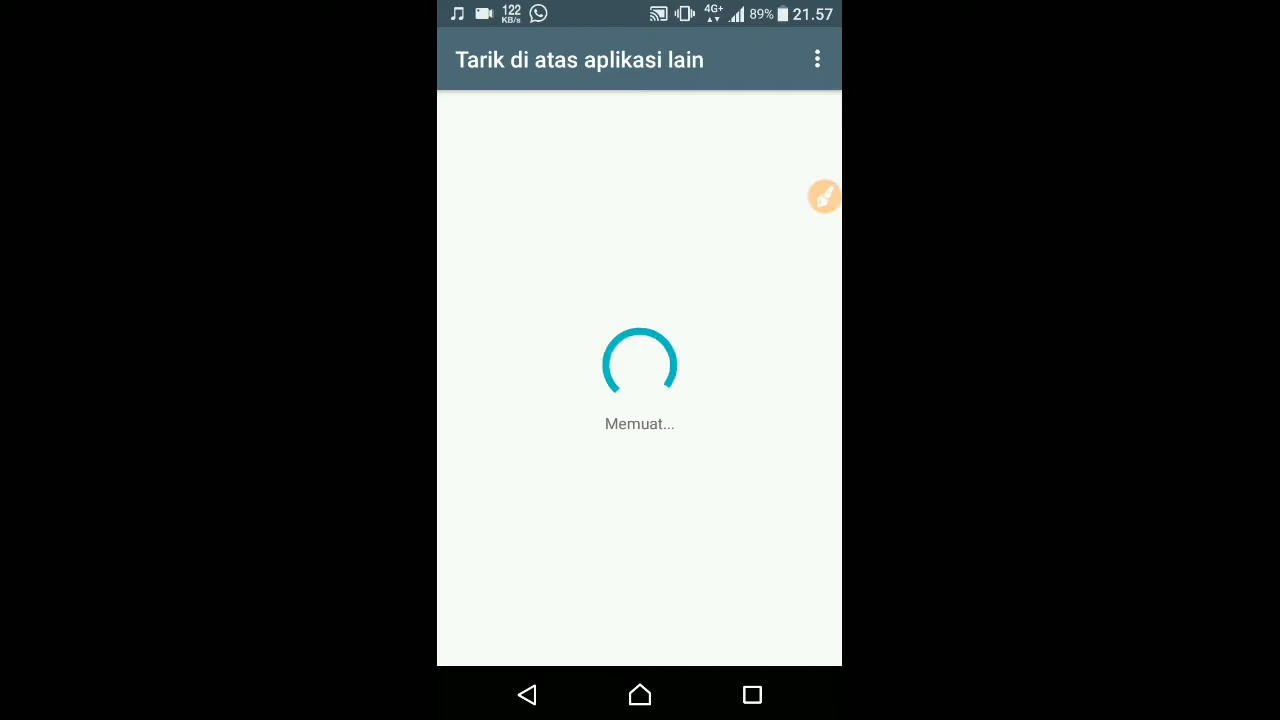 122
KB/s
4G+
89%
21.57
Tarik di atas aplikasi lain
Memuat...